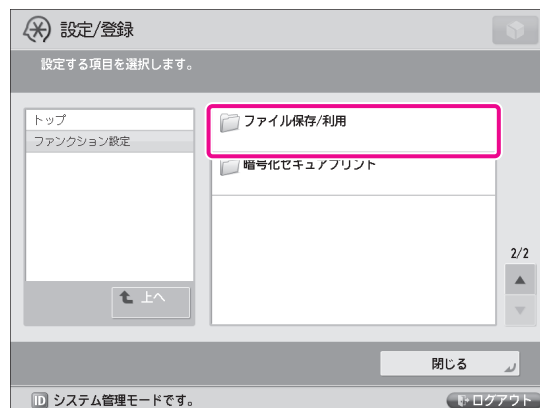 設定/登録
設定する項目を選択します。
トップ
ファンクション設定
ファイル保存/利用
暗号化セキュアプリント
2/2
上へ
閉じる
ID システム管理モードです。
ログアウト